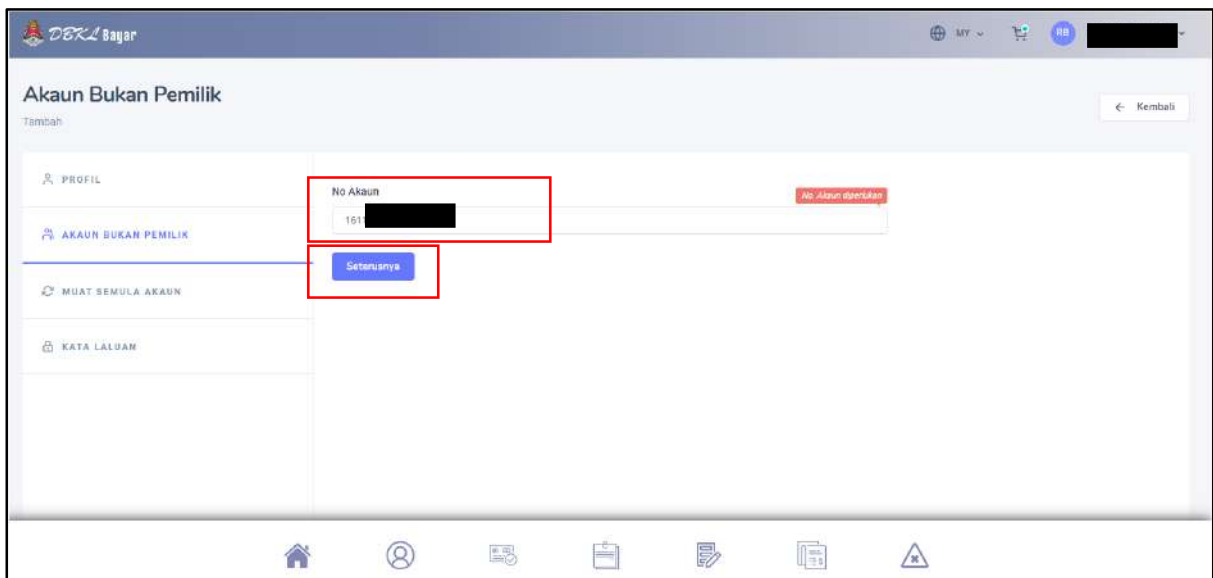 DBKL Bayar
MY
RB
Akaun Bukan Pemilik
Tambah
← Kembali
PROFIL
AKAUN BUKAN PEMILIK
MUAT SEMULA AKAUN
KATA LALUAN
No Akaun
No. Akaun diperlukan
1611
Seterusnya